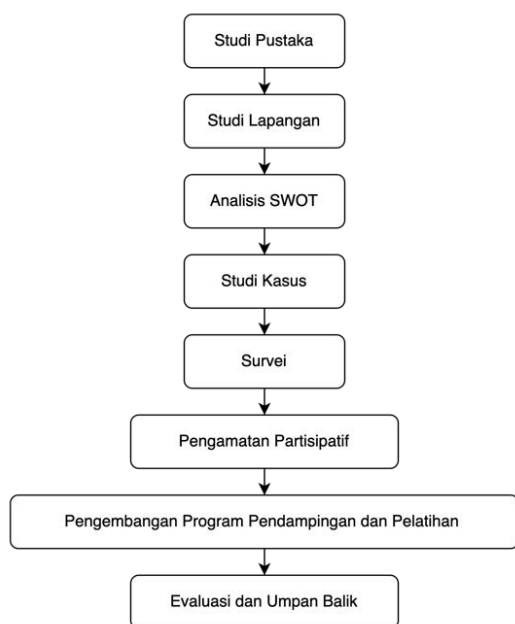 Studi Pustaka
Studi Lapangan
Analisis SWOT
Studi Kasus
Survei
Pengamatan Partisipatif
Pengembangan Program Pendampingan dan Pelatihan
Evaluasi dan Umpan Balik